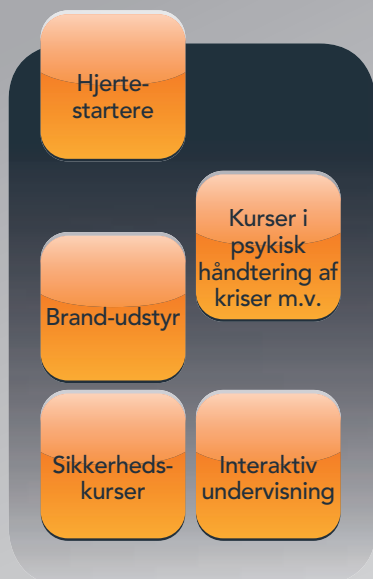 Hjerte-
startere
Kurser i
psykisk
håndtering af
kriser m.v.
Brand-udstyr
Sikkerheds-
kurser
Interaktiv
undervisning